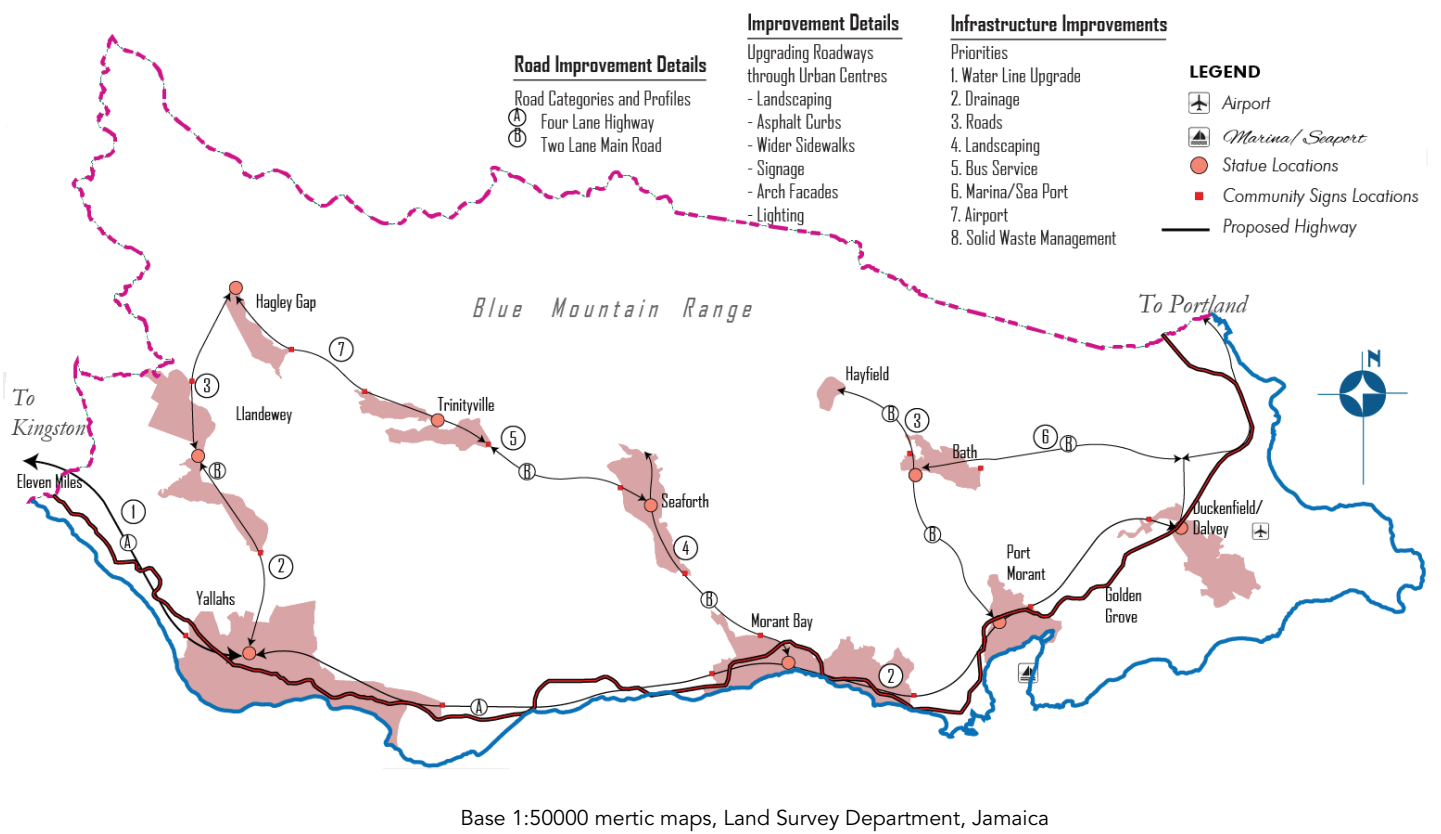 Road Improvement Details
Road Categories and Profiles
A Four Lane Highway
B Two Lane Main Road
Improvement Details
Upgrading Roadways
through Urban Centres
- Landscaping
- Asphalt Curbs
- Wider Sidewalks
- Signage
- Arch Facades
- Lighting
Infrastructure Improvements
Priorities
1. Water Line Upgrade
2. Drainage
3. Roads
4. Landscaping
5. Bus Service
6. Marina/Sea Port
7. Airport
8. Solid Waste Management
LEGEND
Airport
Marina/Seaport
Statue Locations
Community Signs Locations
Proposed Highway
Hagley Gap
Blue Mountain Range
To Portland
N
7
3
To
Kingston
Llandewey
Trinityville
Hayfield
B
3
5
6
B
Bath
B
B
Eleven Miles
Seaforth
1
A
2
4
B
B
Duckenfield/
Dalvey
Port
Morant
Golden
Grove
Yallahs
Morant Bay
2
A
Base 1:50000 mertic maps, Land Survey Department, Jamaica